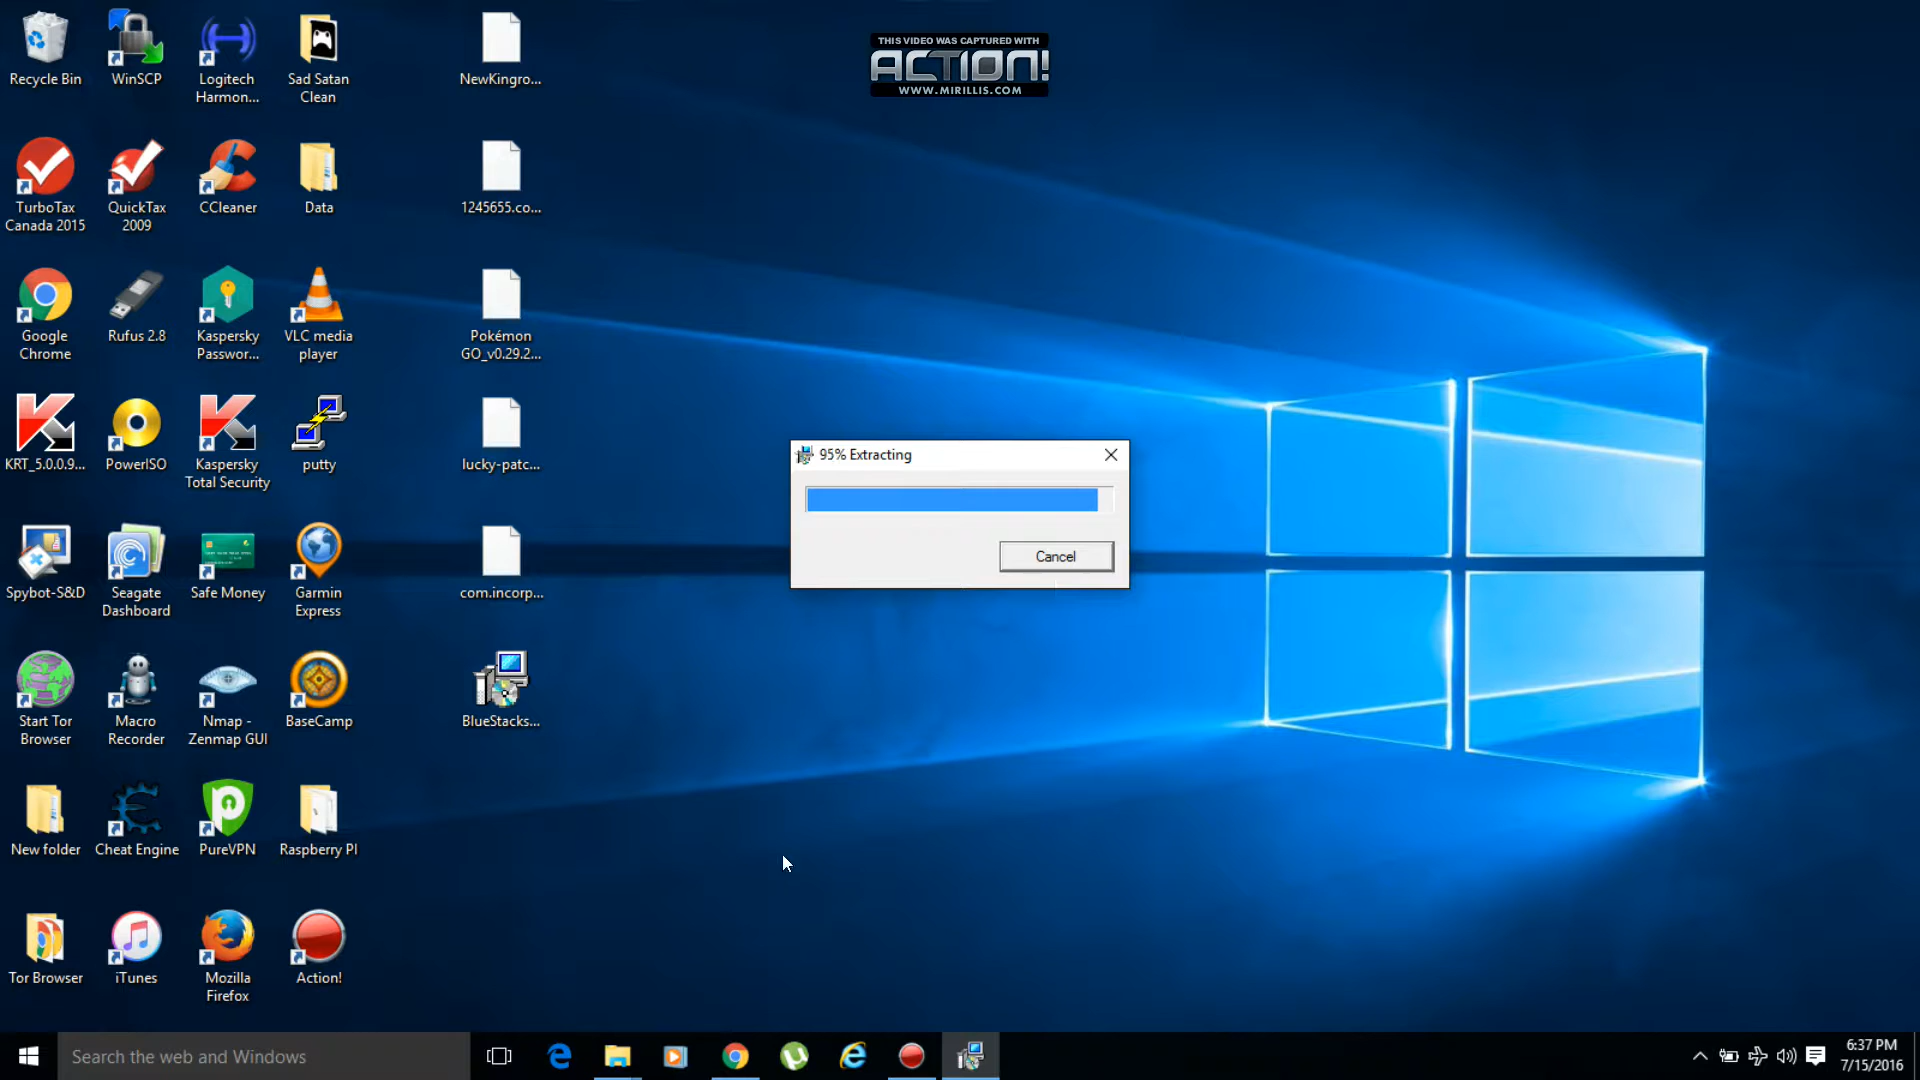 Recycle Bin
WinSCP
Logitech
Harmon...
Sad Satan
Clean
NewKingro...
THIS VIDEO WAS CAPTURED WITH
ACTION!
WWW.MIRILLIS.COM
TurboTax
Canada 2015
QuickTax
2009
CCleaner
Data
1245655.co...
Google
Chrome
Rufus 2.8
Kaspersky
Passwor...
VLC media
player
Pokémon
GO_v0.29.2...
KRT_5.0.0.9...
PowerISO
Kaspersky
Total Security
putty
lucky-patc...
95% Extracting
Cancel
Spybot-S&D
Seagate
Dashboard
Safe Money
Garmin
Express
com.incorp...
Start Tor
Browser
Macro
Recorder
Nmap -
Zenmap GUI
BaseCamp
BlueStacks...
New folder
Cheat Engine
PureVPN
Raspberry PI
Tor Browser
iTunes
Mozilla
Firefox
Action!
Search the web and Windows
6:37 PM
7/15/2016